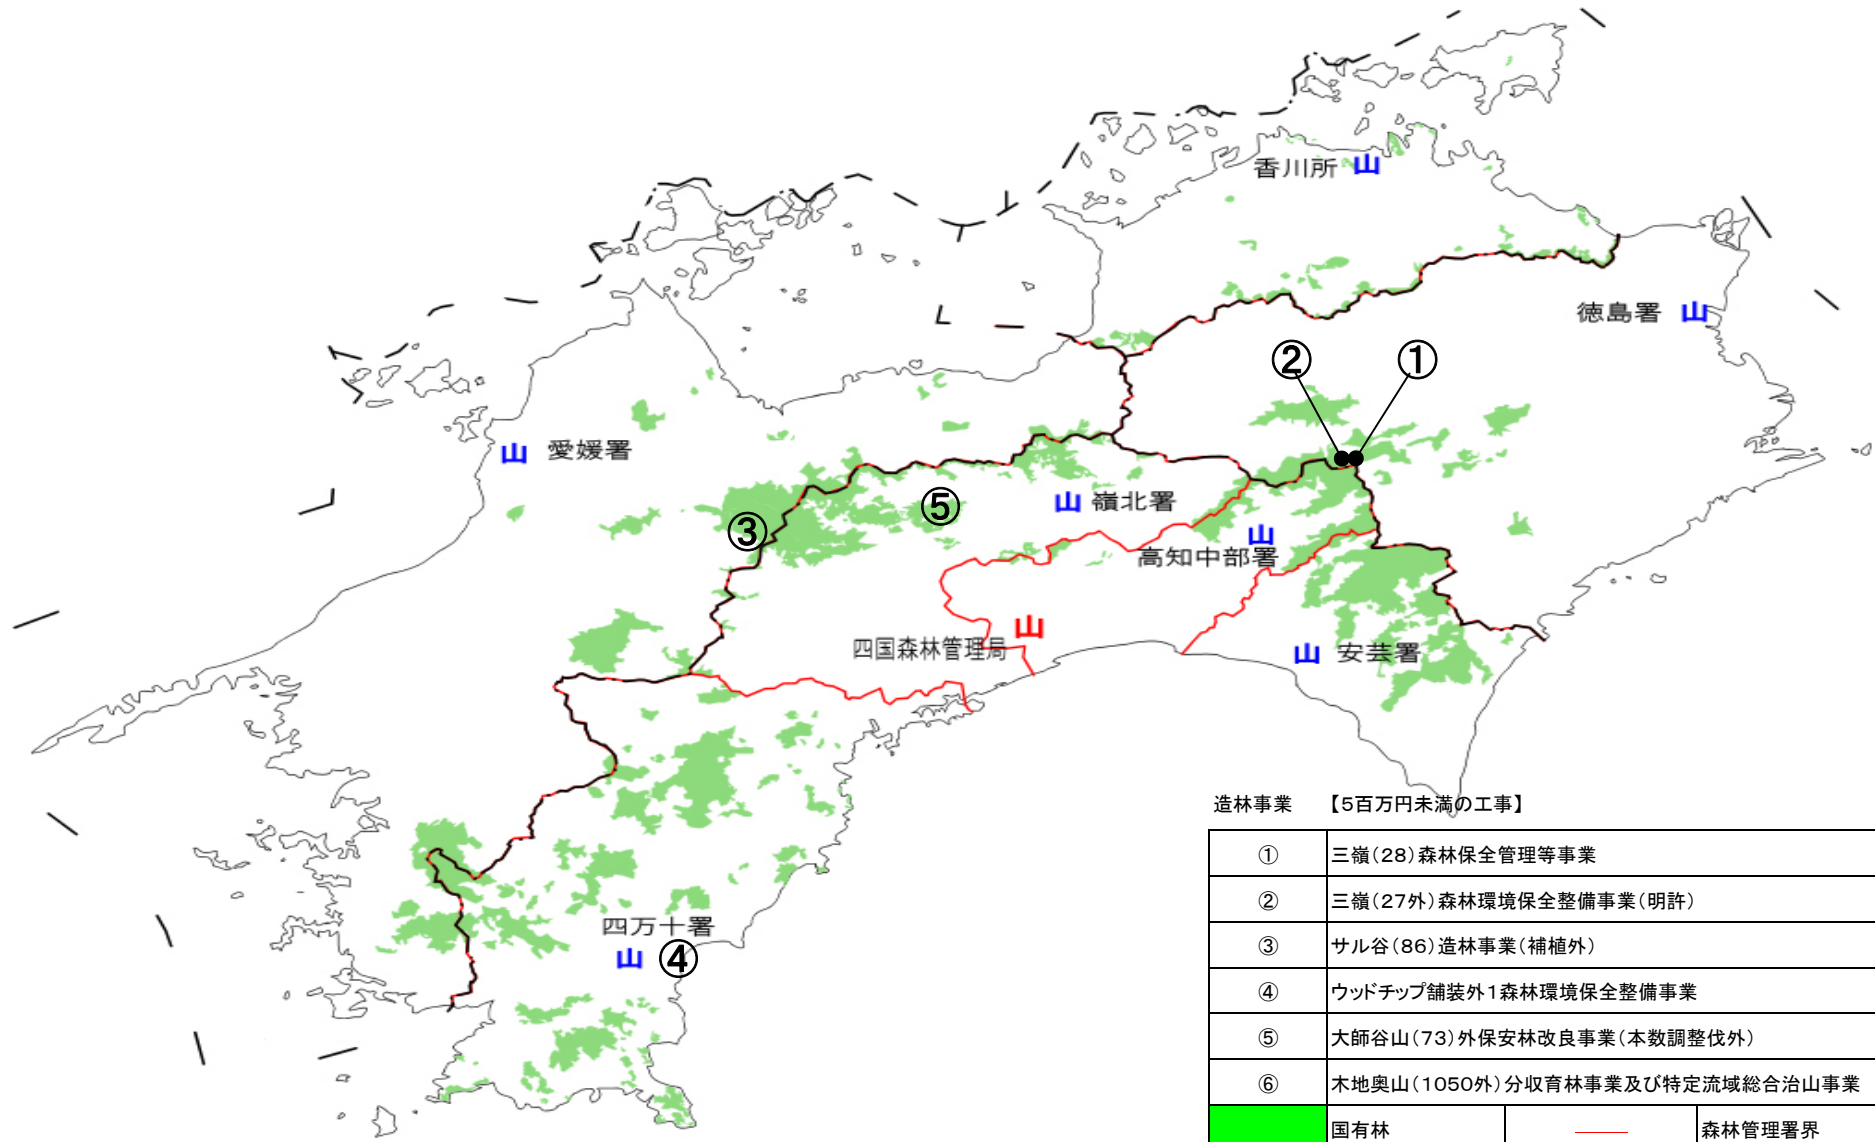 香川所 山
徳島署 山
② ①
山 愛媛署
⑤
山 嶺北署
③
山
高知中部署
山
四国森林管理局
山 安芸署
四万十署
山 ④
造林事業 【5百万円未満の工事】
① 三嶺(28)森林保全管理等事業
② 三嶺(27外)森林環境保全整備事業(明許)
③ サル谷(86)造林事業(補植外)
④ ウッドチップ舗装外1森林環境保全整備事業
⑤ 大師谷山(73)外保安林改良事業(本数調整伐外)
⑥ 木地奥山(1050外)分収育林事業及び特定流域総合治山事業
国有林 森林管理署界